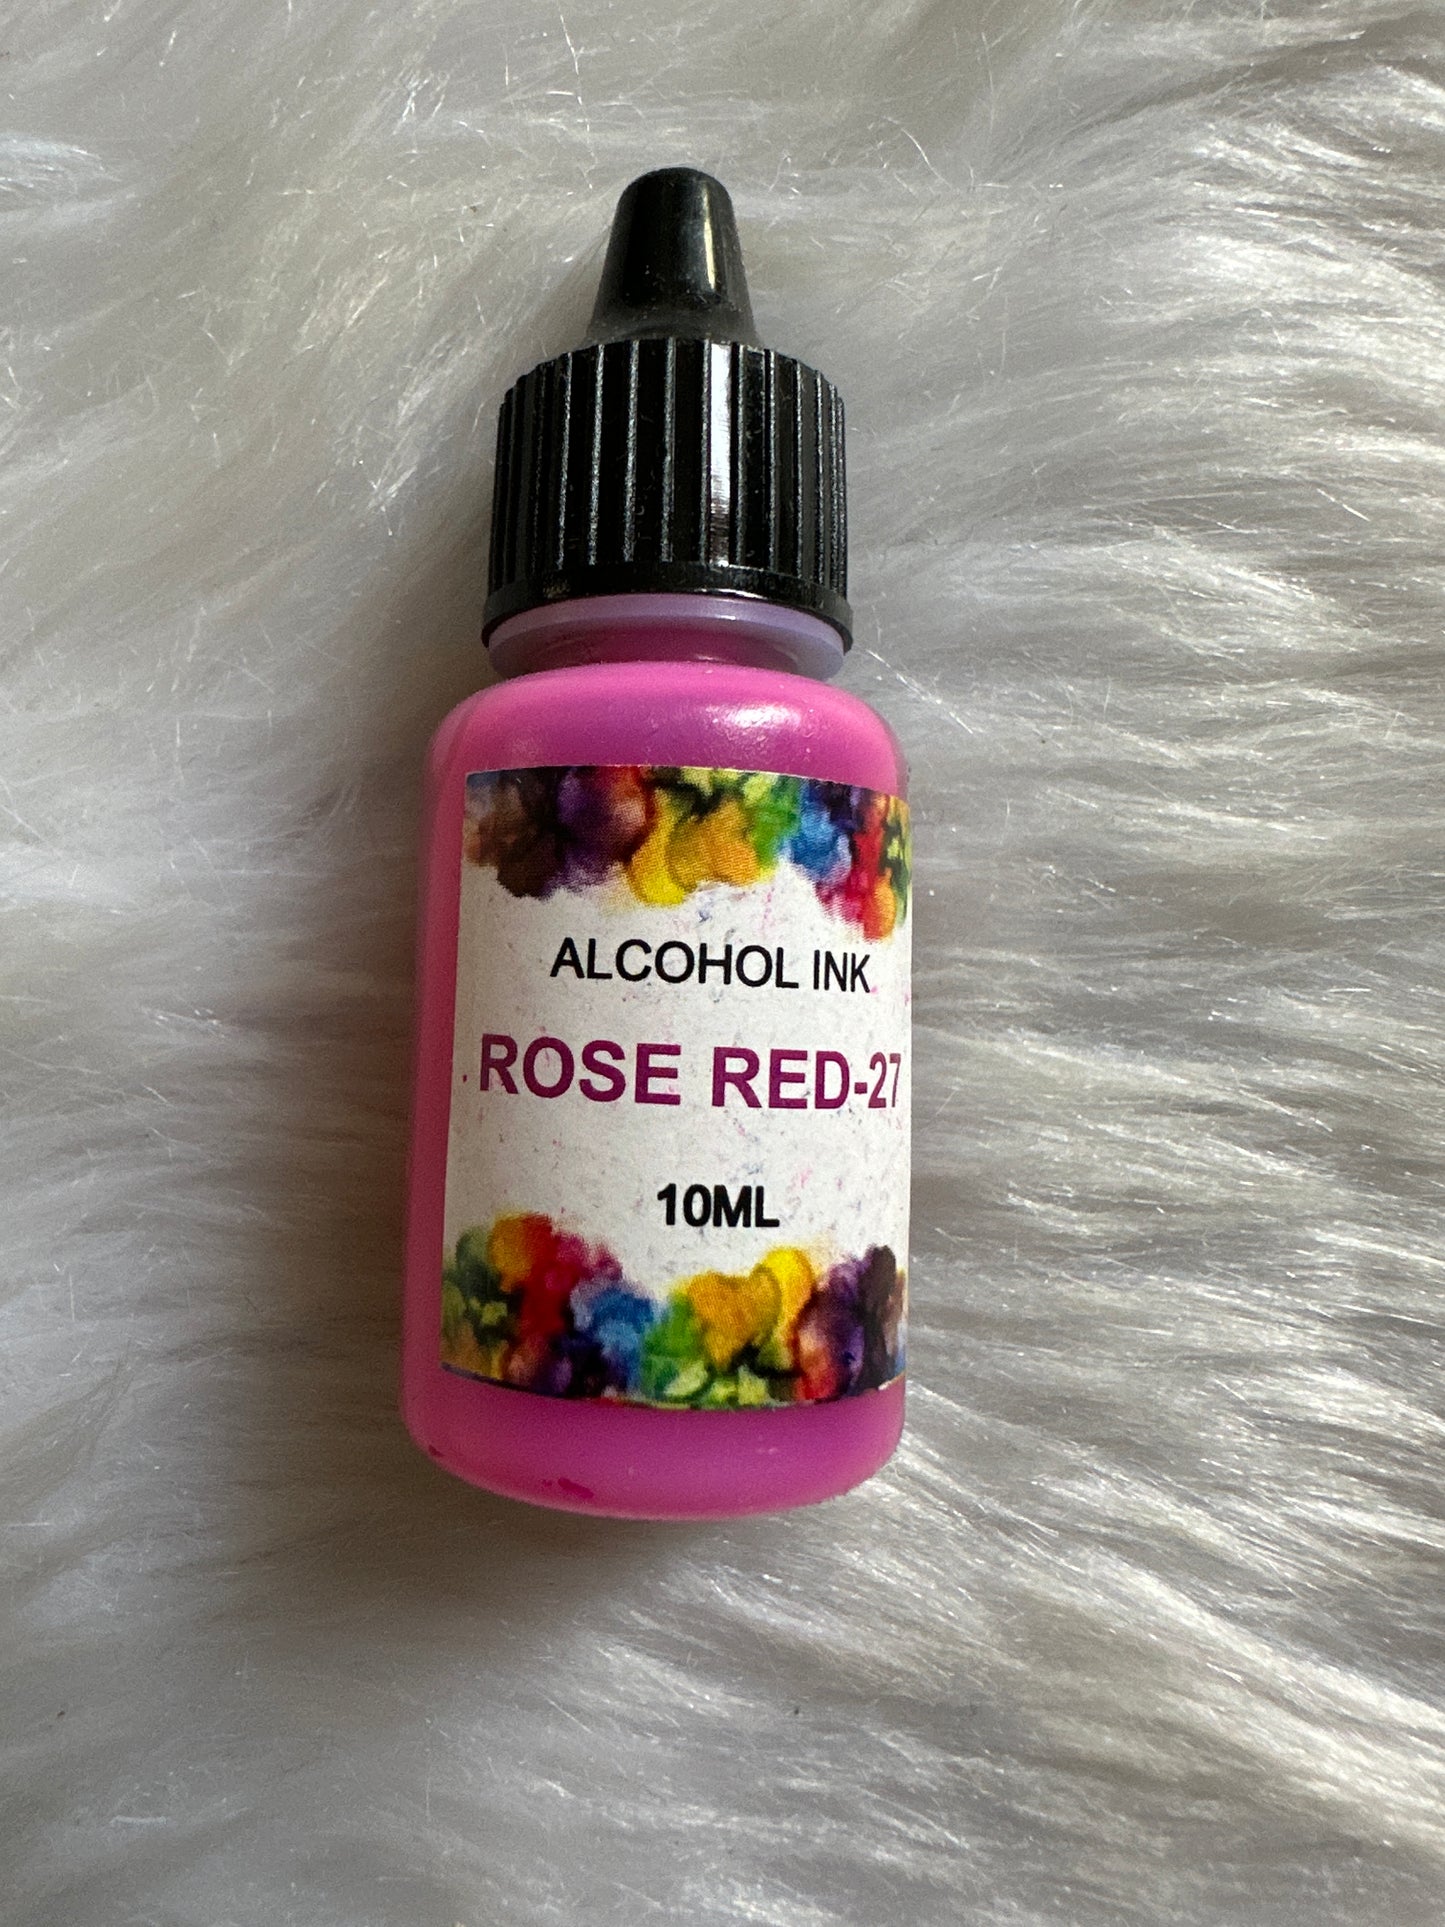 ALCOHOL INK
ROSE RED-27
10ML